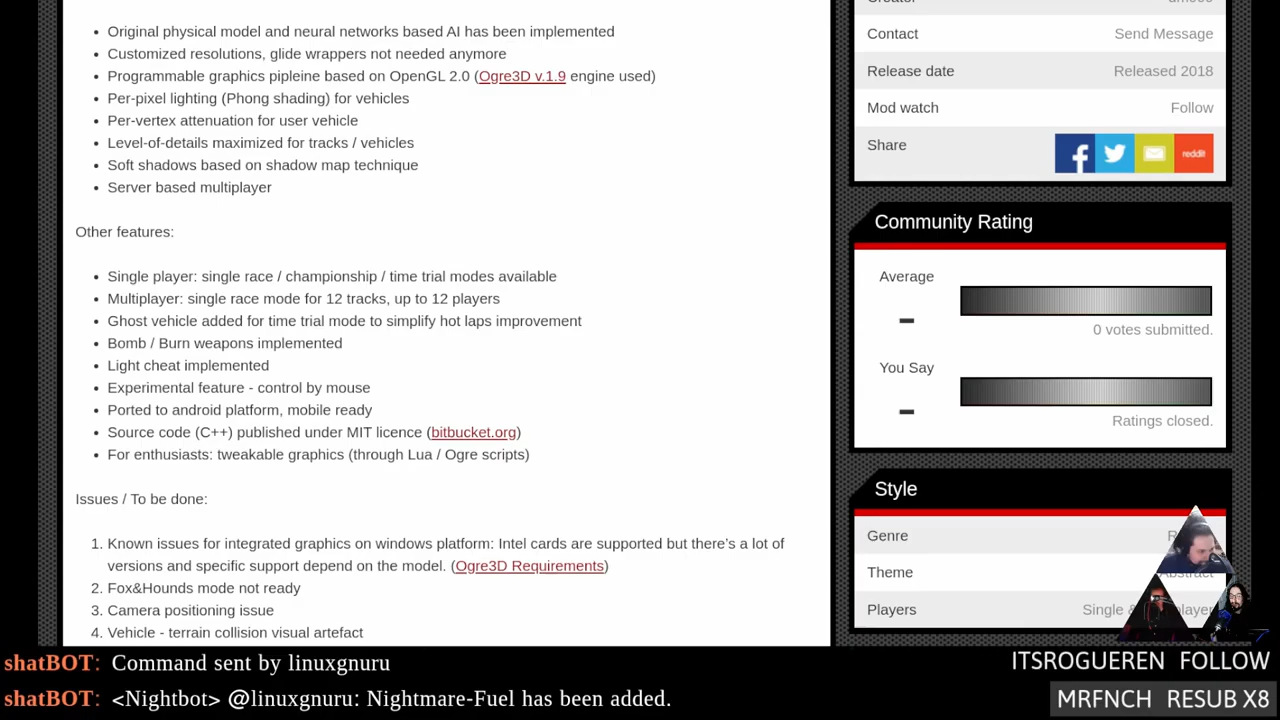 Original physical model and neural networks based AI has been implemented
Customized resolutions, glide wrappers not needed anymore
Programmable graphics pipleine based on OpenGL 2.0 (Ogre3D v.1.9 engine used)
Per-pixel lighting (Phong shading) for vehicles
Per-vertex attenuation for user vehicle
Level-of-details maximized for tracks / vehicles
Soft shadows based on shadow map technique
Server based multiplayer
Other features:
Single player: single race / championship / time trial modes available
Multiplayer: single race mode for 12 tracks, up to 12 players
Ghost vehicle added for time trial mode to simplify hot laps improvement
Bomb / Burn weapons implemented
Light cheat implemented
Experimental feature - control by mouse
Ported to android platform, mobile ready
Source code (C++) published under MIT licence (bitbucket.org)
For enthusiasts: tweakable graphics (through Lua / Ogre scripts)
Issues / To be done:
1. Known issues for integrated graphics on windows platform: Intel cards are supported but there's a lot of
versions and specific support depend on the model. (Ogre3D Requirements)
2. Fox&Hounds mode not ready
3. Camera positioning issue
4. Vehicle - terrain collision visual artefact
Contact Send Message
Release date Released 2018
Mod watch Follow
Share
reddit
Community Rating
Average
0 votes submitted.
You Say
Ratings closed.
Style
Genre
Theme Abstract
Players Single
shatBOT: Command sent by linuxgnuru
shatBOT: <Nightbot> @linuxgnuru: Nightmare-Fuel has been added.
ITSROGUEREN FOLLOW
MRFNCH RESUB X8